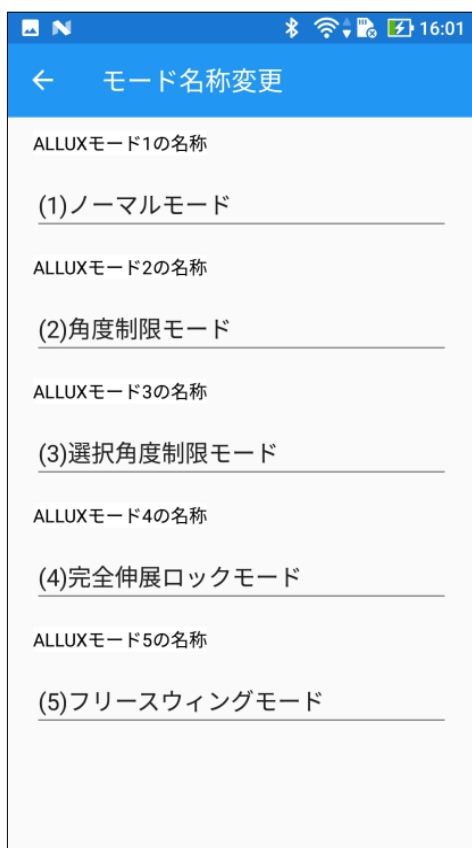 16:01
モード名称変更
ALLUXモード1の名称
(1)ノーマルモード
ALLUXモード2の名称
(2)角度制限モード
ALLUXモード3の名称
(3)選択角度制限モード
ALLUXモード4の名称
(4)完全伸展ロックモード
ALLUXモード5の名称
(5)フリースウィングモード